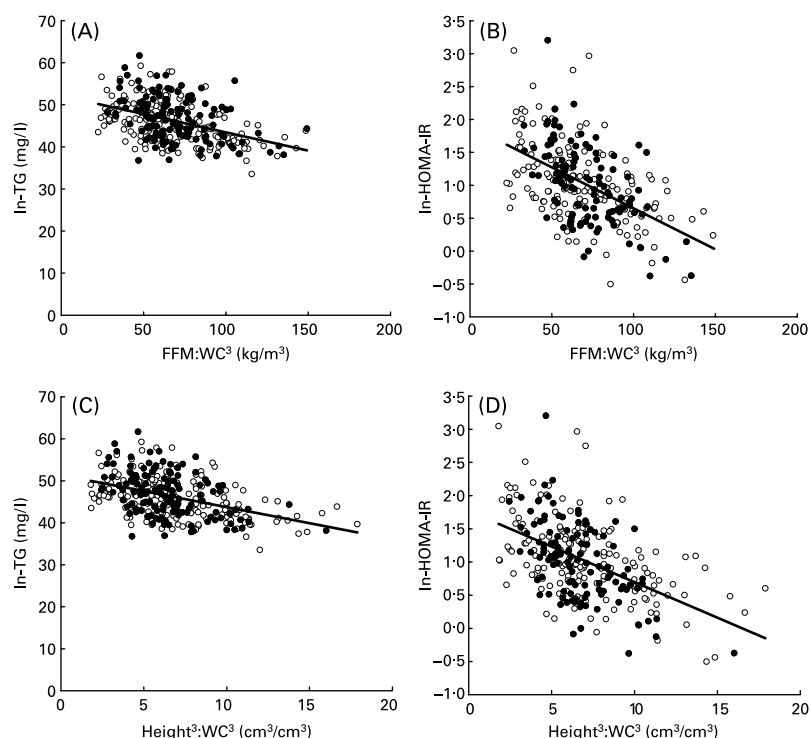 (A)
70
60
50
40
30
20
10
0
In-TG (mg/l)
0 50 100 150 200
FFM:WC³ (kg/m³)
(B)
3·5
3·0
2·5
2·0
1·5
1·0
0·5
0·0
−0·5
−1·0
In-HOMA-IR
0 50 100 150 200
FFM:WC³ (kg/m³)
(C)
70
60
50
40
30
20
10
0
In-TG (mg/l)
0 5 10 15 20
Height³:WC³ (cm³/cm³)
(D)
3·5
3·0
2·5
2·0
1·5
1·0
0·5
0·0
−0·5
−1·0
In-HOMA-IR
0 5 10 15 20
Height³:WC³ (cm³/cm³)